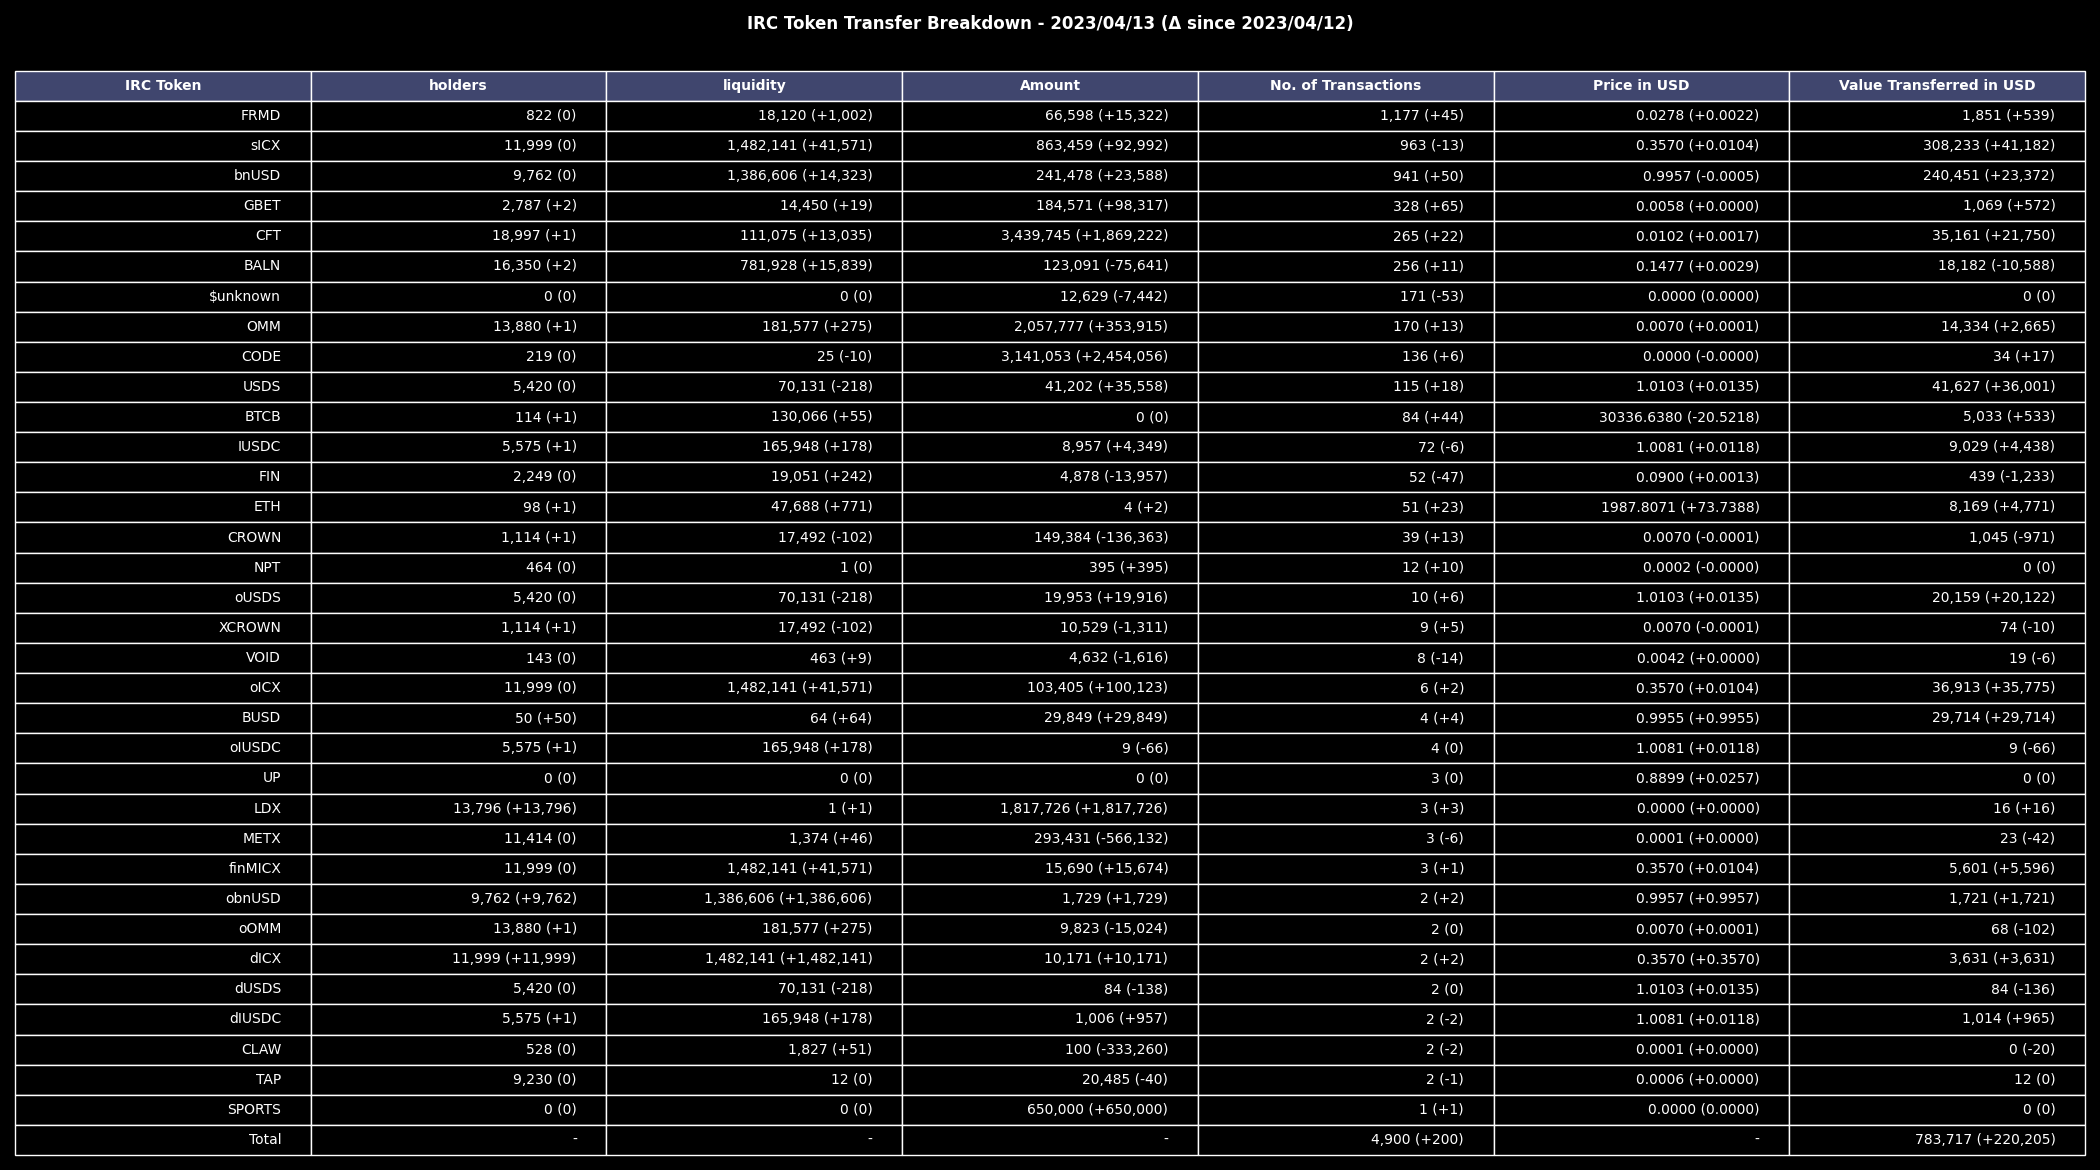 IRC Token Transfer Breakdown - 2023/04/13 (Δ since 2023/04/12)
IRC Token holders liquidity Amount No. of Transactions Price in USD Value Transferred in USD
FRMD 822 (0) 18,120 (+1,002) 66,598 (+15,322) 1,177 (+45) 0.0278 (+0.0022) 1,851 (+539)
sICX 11,999 (0) 1,482,141 (+41,571) 863,459 (+92,992) 963 (-13) 0.3570 (+0.0104) 308,233 (+41,182)
bnUSD 9,762 (0) 1,386,606 (+14,323) 241,478 (+23,588) 941 (+50) 0.9957 (-0.0005) 240,451 (+23,372)
GBET 2,787 (+2) 14,450 (+19) 184,571 (+98,317) 328 (+65) 0.0058 (+0.0000) 1,069 (+572)
CFT 18,997 (+1) 111,075 (+13,035) 3,439,745 (+1,869,222) 265 (+22) 0.0102 (+0.0017) 35,161 (+21,750)
BALN 16,350 (+2) 781,928 (+15,839) 123,091 (-75,641) 256 (+11) 0.1477 (+0.0029) 18,182 (-10,588)
$unknown 0 (0) 0 (0) 12,629 (-7,442) 171 (-53) 0.0000 (0.0000) 0 (0)
OMM 13,880 (+1) 181,577 (+275) 2,057,777 (+353,915) 170 (+13) 0.0070 (+0.0001) 14,334 (+2,665)
CODE 219 (0) 25 (-10) 3,141,053 (+2,454,056) 136 (+6) 0.0000 (-0.0000) 34 (+17)
USDS 5,420 (0) 70,131 (-218) 41,202 (+35,558) 115 (+18) 1.0103 (+0.0135) 41,627 (+36,001)
BTCB 114 (+1) 130,066 (+55) 0 (0) 84 (+44) 30336.6380 (-20.5218) 5,033 (+533)
IUSDC 5,575 (+1) 165,948 (+178) 8,957 (+4,349) 72 (-6) 1.0081 (+0.0118) 9,029 (+4,438)
FIN 2,249 (0) 19,051 (+242) 4,878 (-13,957) 52 (-47) 0.0900 (+0.0013) 439 (-1,233)
ETH 98 (+1) 47,688 (+771) 4 (+2) 51 (+23) 1987.8071 (+73.7388) 8,169 (+4,771)
CROWN 1,114 (+1) 17,492 (-102) 149,384 (-136,363) 39 (+13) 0.0070 (-0.0001) 1,045 (-971)
NPT 464 (0) 1 (0) 395 (+395) 12 (+10) 0.0002 (-0.0000) 0 (0)
oUSDS 5,420 (0) 70,131 (-218) 19,953 (+19,916) 10 (+6) 1.0103 (+0.0135) 20,159 (+20,122)
XCROWN 1,114 (+1) 17,492 (-102) 10,529 (-1,311) 9 (+5) 0.0070 (-0.0001) 74 (-10)
VOID 143 (0) 463 (+9) 4,632 (-1,616) 8 (-14) 0.0042 (+0.0000) 19 (-6)
oICX 11,999 (0) 1,482,141 (+41,571) 103,405 (+100,123) 6 (+2) 0.3570 (+0.0104) 36,913 (+35,775)
BUSD 50 (+50) 64 (+64) 29,849 (+29,849) 4 (+4) 0.9955 (+0.9955) 29,714 (+29,714)
oIUSDC 5,575 (+1) 165,948 (+178) 9 (-66) 4 (0) 1.0081 (+0.0118) 9 (-66)
UP 0 (0) 0 (0) 0 (0) 3 (0) 0.8899 (+0.0257) 0 (0)
LDX 13,796 (+13,796) 1 (+1) 1,817,726 (+1,817,726) 3 (+3) 0.0000 (+0.0000) 16 (+16)
METX 11,414 (0) 1,374 (+46) 293,431 (-566,132) 3 (-6) 0.0001 (+0.0000) 23 (-42)
finMICX 11,999 (0) 1,482,141 (+41,571) 15,690 (+15,674) 3 (+1) 0.3570 (+0.0104) 5,601 (+5,596)
obnUSD 9,762 (+9,762) 1,386,606 (+1,386,606) 1,729 (+1,729) 2 (+2) 0.9957 (+0.9957) 1,721 (+1,721)
oOMM 13,880 (+1) 181,577 (+275) 9,823 (-15,024) 2 (0) 0.0070 (+0.0001) 68 (-102)
dICX 11,999 (+11,999) 1,482,141 (+1,482,141) 10,171 (+10,171) 2 (+2) 0.3570 (+0.3570) 3,631 (+3,631)
dUSDS 5,420 (0) 70,131 (-218) 84 (-138) 2 (0) 1.0103 (+0.0135) 84 (-136)
dIUSDC 5,575 (+1) 165,948 (+178) 1,006 (+957) 2 (-2) 1.0081 (+0.0118) 1,014 (+965)
CLAW 528 (0) 1,827 (+51) 100 (-333,260) 2 (-2) 0.0001 (+0.0000) 0 (-20)
TAP 9,230 (0) 12 (0) 20,485 (-40) 2 (-1) 0.0006 (+0.0000) 12 (0)
SPORTS 0 (0) 0 (0) 650,000 (+650,000) 1 (+1) 0.0000 (0.0000) 0 (0)
Total - - - 4,900 (+200) - 783,717 (+220,205)